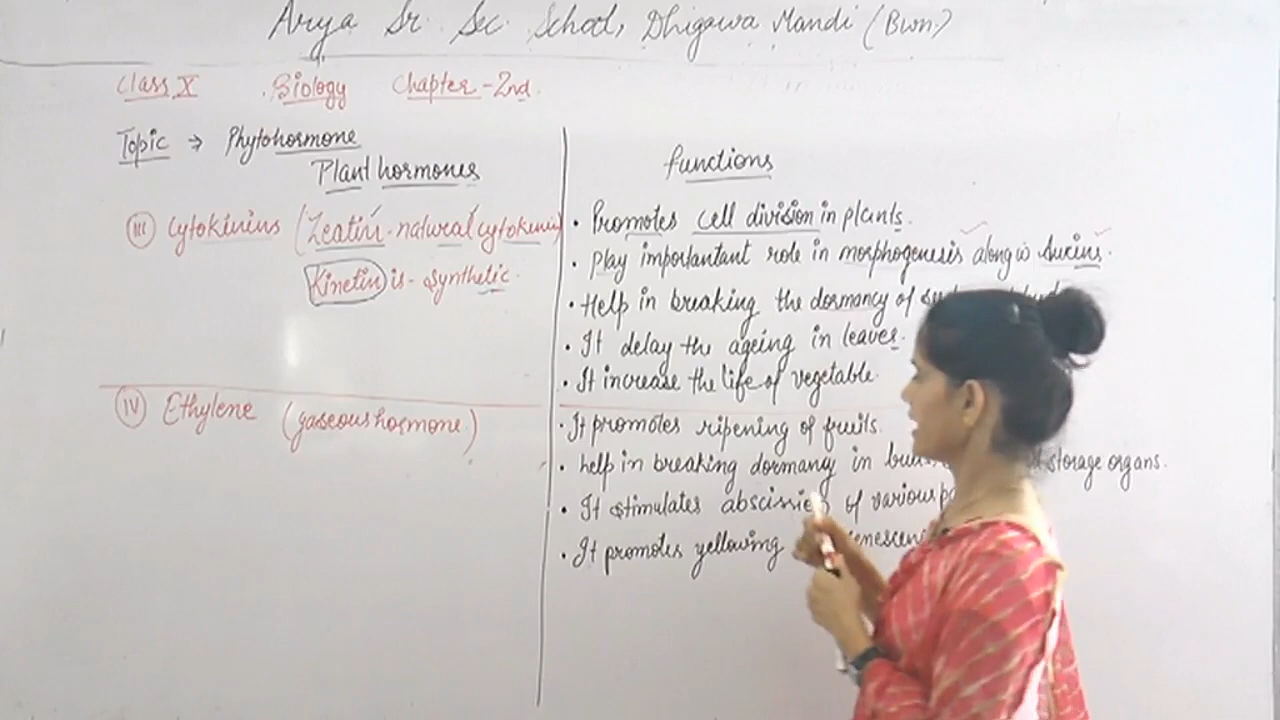 Arya Sr. Sec. School, Dhigawa Mandi (Bwn.)
Class X Biology Chapter-2nd.
Topic → Phytohormone
Plant hormones
functions
(iii) Cytokinins (Zeatin-natural cytokinin)
Kinetin is - synthetic.
• Promotes cell division in plants.
• play importantant role in morphogenesis along w Auxins.
• Help in breaking the dormancy of
• It delay the ageing in leaves.
• It increase the life of vegetable.
(iv) Ethylene (gaseous hormone)
• It promotes ripening of fruits.
• help in breaking dormancy in storage organs.
• It stimulates abscission of various
• It promotes yellowing